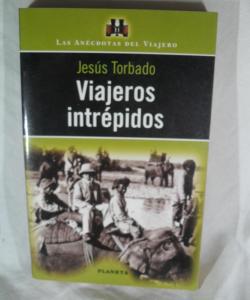 LAS ANÉCDOTAS DEL VIAJERO
Jesús Torbado
Viajeros
intrépidos
PLANETA